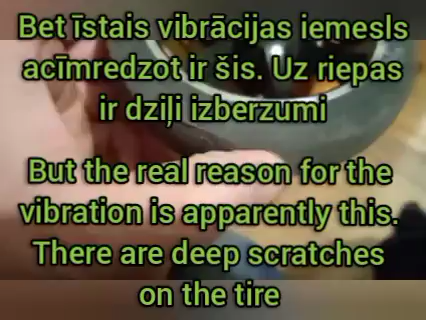 Bet īstais vibrācijas iemesls
acīmredzot ir šis. Uz riepas
ir dziļi izberzumi
But the real reason for the
vibration is apparently this.
There are deep scratches
on the tire